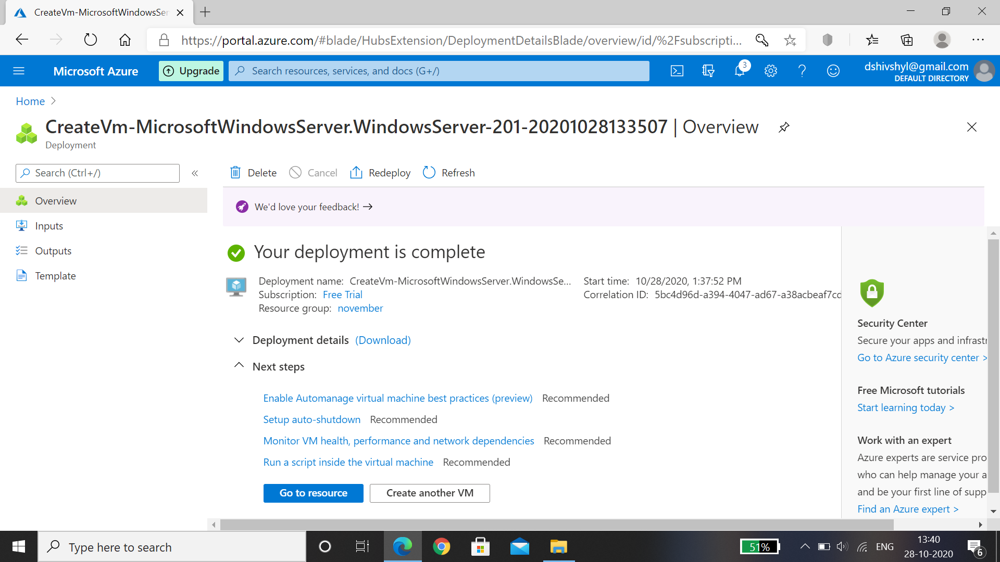 CreateVm-MicrosoftWindowsSer
https://portal.azure.com/#blade/HubsExtension/DeploymentDetailsBlade/overview/id/%2Fsubscripti...
Microsoft Azure
Upgrade
Search resources, services, and docs (G+/)
3
dshivshyl@gmail.com
DEFAULT DIRECTORY
Home
CreateVm-MicrosoftWindowsServer.WindowsServer-201-20201028133507 | Overview
Deployment
Search (Ctrl+/)
«
Delete
Cancel
Redeploy
Refresh
Overview
Inputs
Outputs
Template
We'd love your feedback! →
Your deployment is complete
Deployment name: CreateVm-MicrosoftWindowsServer.WindowsSe...
Subscription: Free Trial
Resource group: november
Start time: 10/28/2020, 1:37:52 PM
Correlation ID: 5bc4d96d-a394-4047-ad67-a38acbeaf7cd
Deployment details (Download)
Next steps
Enable Automanage virtual machine best practices (preview) Recommended
Setup auto-shutdown Recommended
Monitor VM health, performance and network dependencies Recommended
Run a script inside the virtual machine Recommended
Go to resource
Create another VM
Security Center
Secure your apps and infrastr
Go to Azure security center >
Free Microsoft tutorials
Start learning today >
Work with an expert
Azure experts are service pro
who can help manage your a
and be your first line of supp
Find an Azure expert >
Type here to search
51%
ENG
13:40
28-10-2020
6